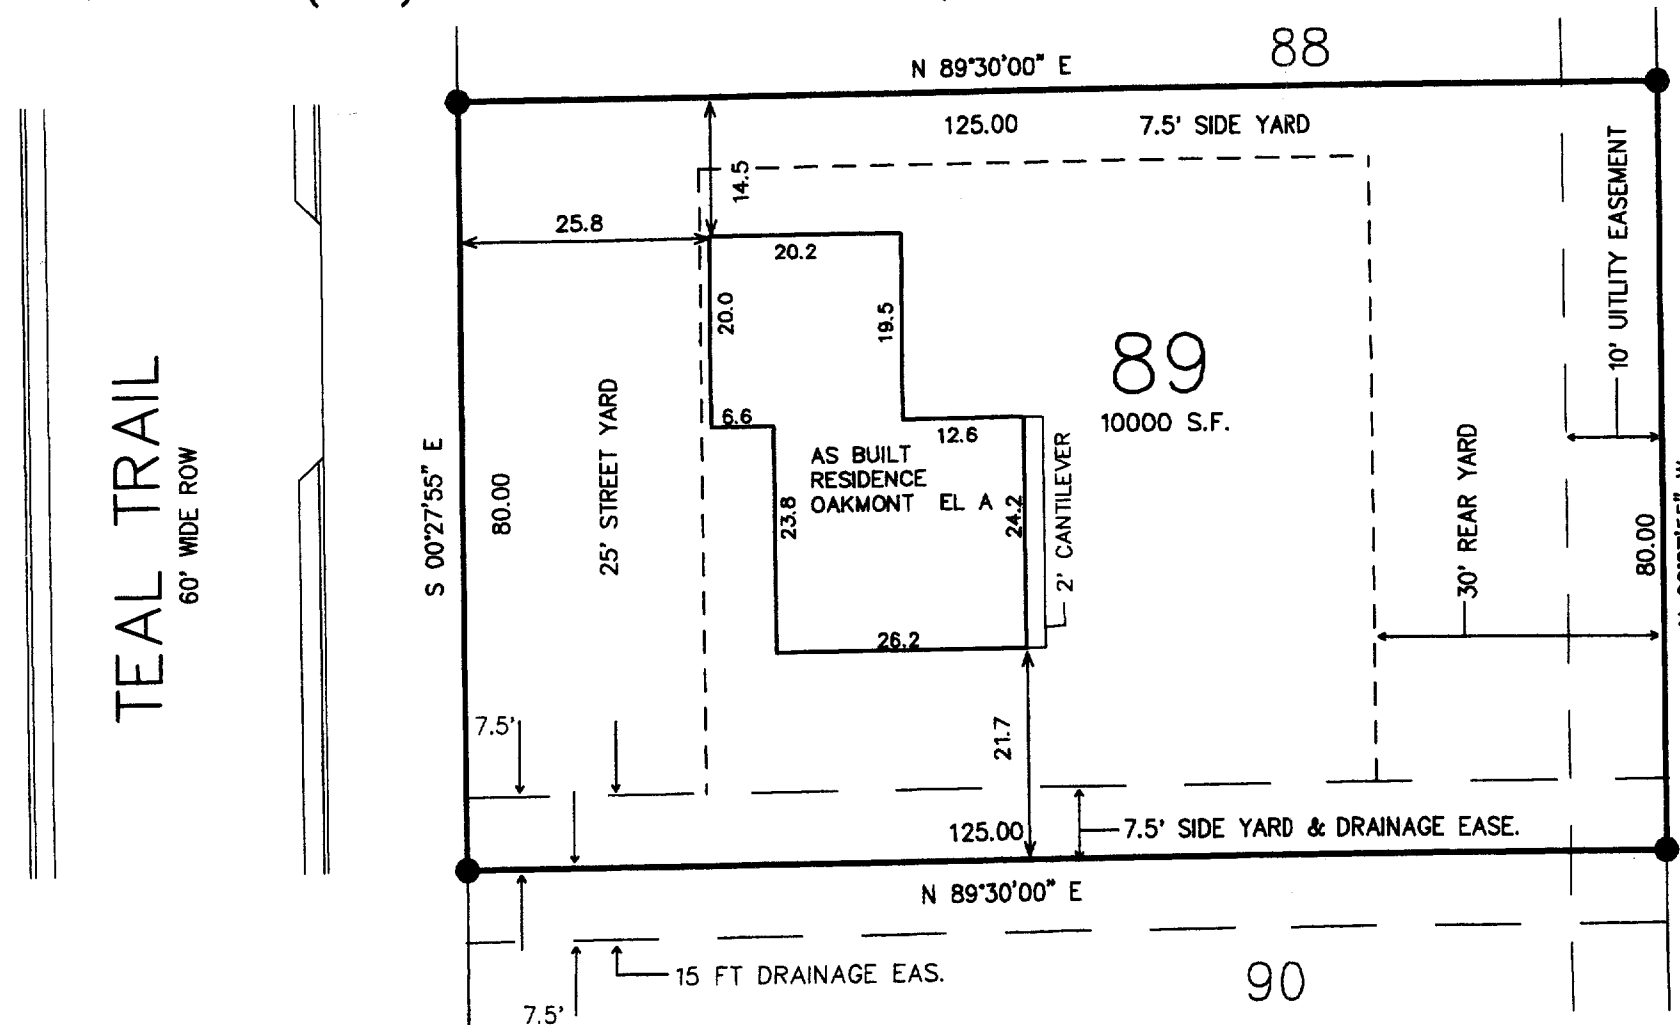 88
N 89°30'00" E
125.00
7.5' SIDE YARD
14.5
25.8
20.2
20.0
19.5
10' UITLITY EASEMENT
89
10000 S.F.
6.6
12.6
AS BUILT
RESIDENCE
OAKMONT EL A
23.8
24.2
2' CANTILEVER
26.2
TEAL TRAIL
60' WIDE ROW
S 00°27'55" E
80.00
25' STREET YARD
30' REAR YARD
80.00
7.5'
21.7
125.00
7.5' SIDE YARD & DRAINAGE EASE.
N 89°30'00" E
15 FT DRAINAGE EAS.
7.5'
90